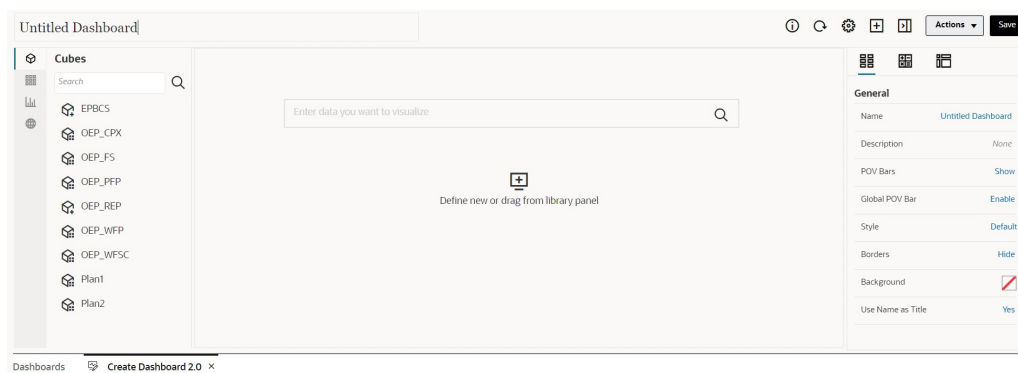 Untitled Dashboard
Actions
Save
Cubes
Search
EPBCS
OEP_CPX
OEP_FS
OEP_PFP
OEP_REP
OEP_WFP
OEP_WFSC
Plan1
Plan2
Enter data you want to visualize
Define new or drag from library panel
General
Name Untitled Dashboard
Description None
POV Bars Show
Global POV Bar Enable
Style Default
Borders Hide
Background
Use Name as Title Yes
Dashboards Create Dashboard 2.0 ×